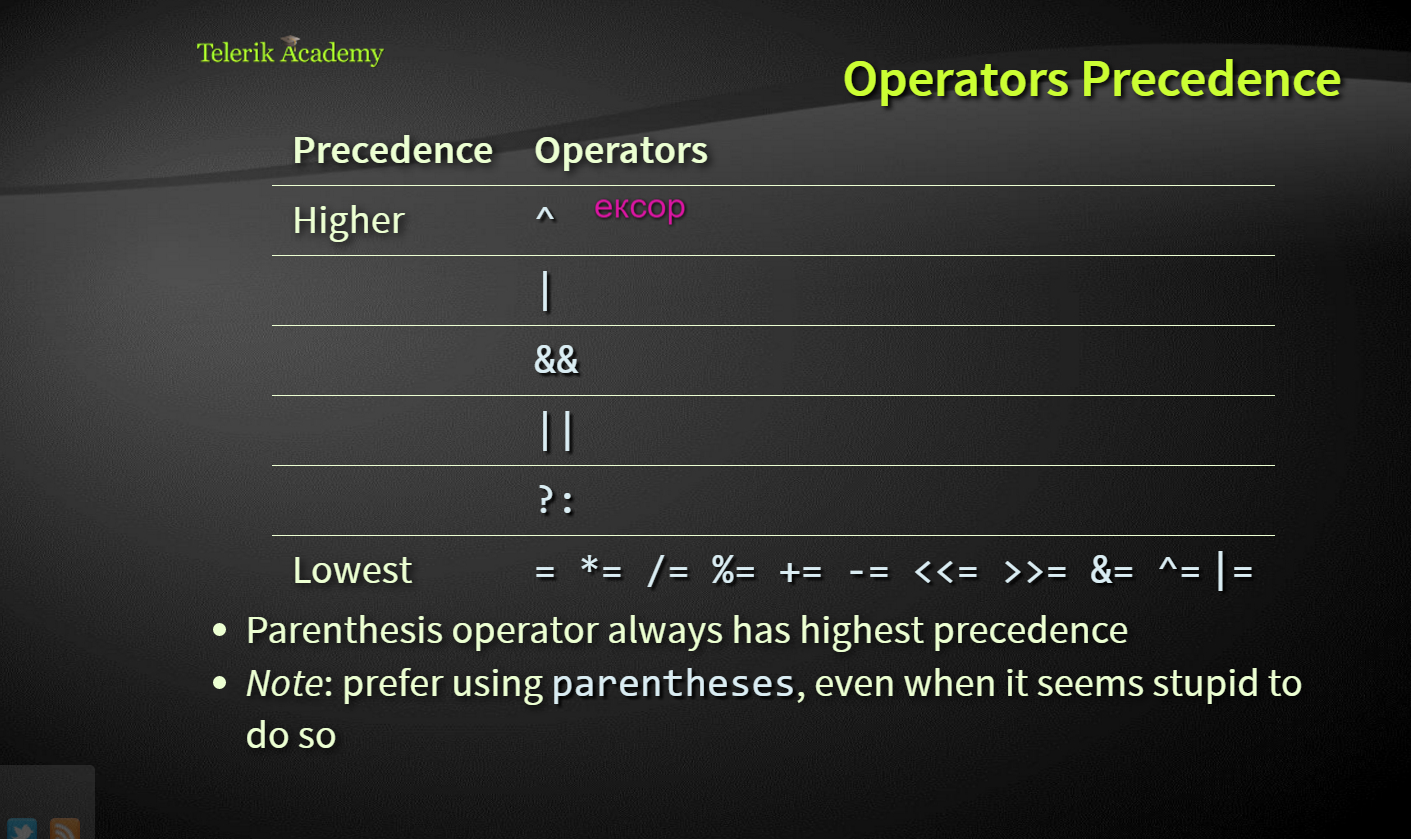 Telerik Academy
Operators Precedence
Precedence Operators
Higher ^ ексор
|
&&
||
?:
Lowest = *= /= %= += -= <<= >>= &= ^= |=
• Parenthesis operator always has highest precedence
• Note: prefer using parentheses, even when it seems stupid to
do so